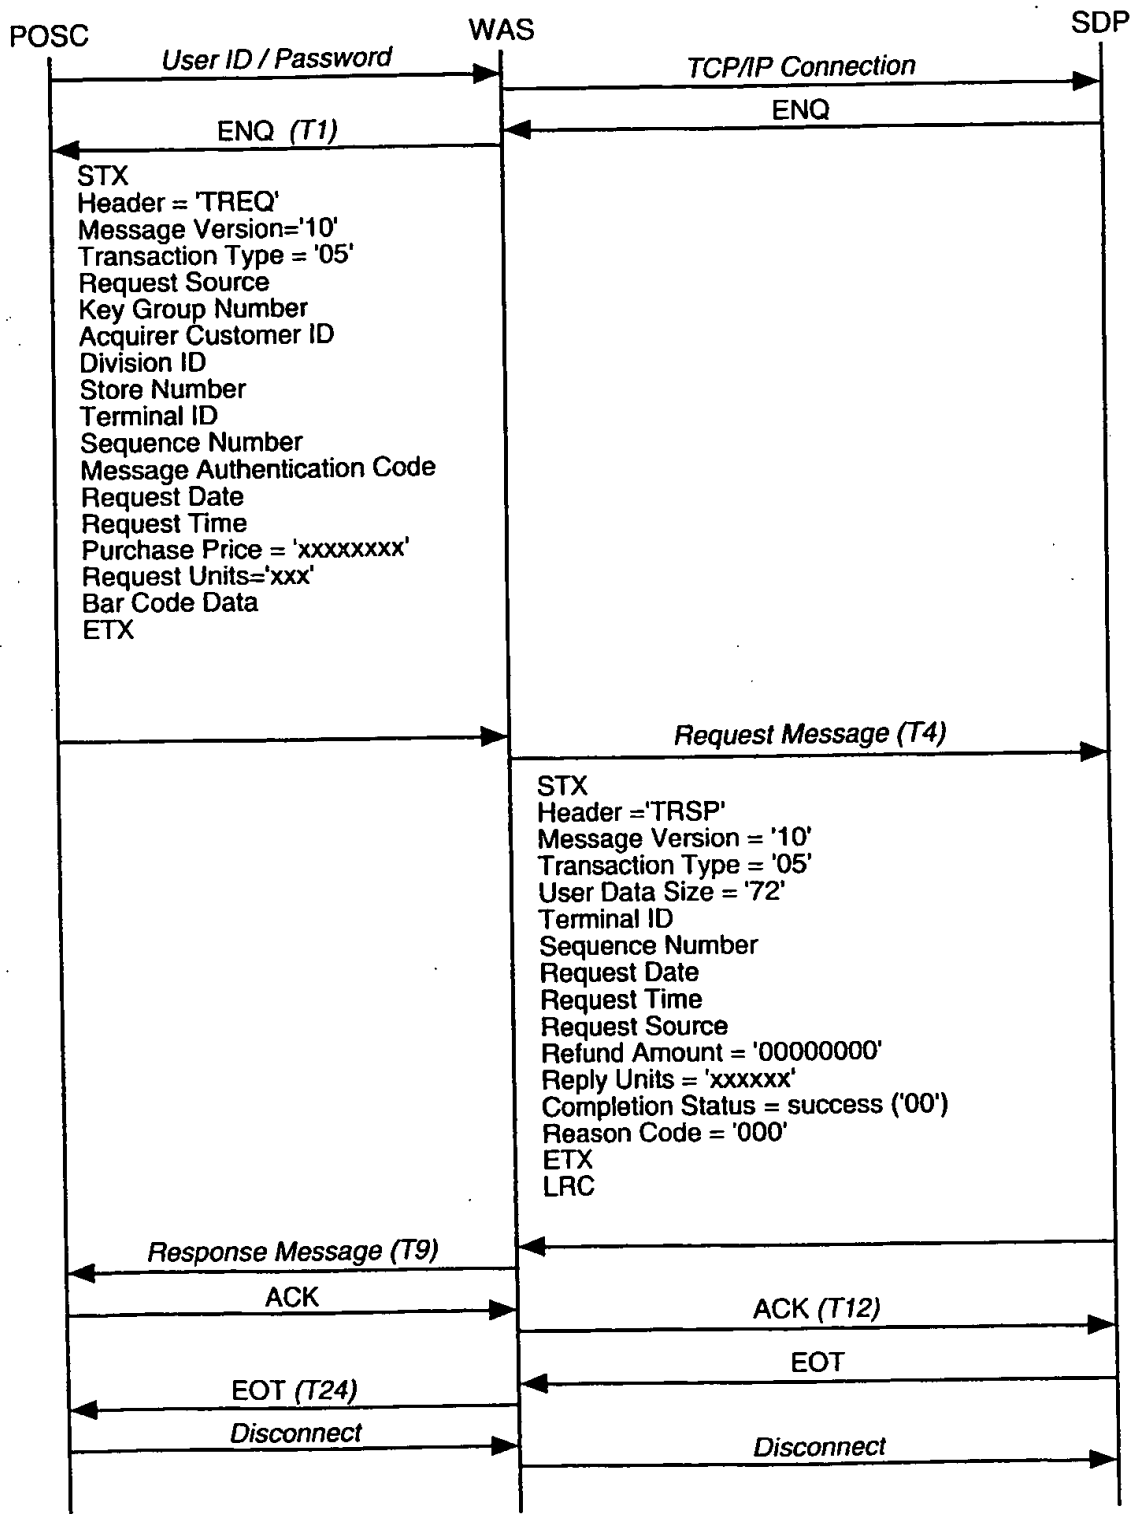 POSC
WAS
SDP
User ID / Password
TCP/IP Connection
ENQ
ENQ (T1)
STX
Header = 'TREQ'
Message Version='10'
Transaction Type = '05'
Request Source
Key Group Number
Acquirer Customer ID
Division ID
Store Number
Terminal ID
Sequence Number
Message Authentication Code
Request Date
Request Time
Purchase Price = 'xxxxxxxx'
Request Units='xxx'
Bar Code Data
ETX
Request Message (T4)
STX
Header ='TRSP'
Message Version = '10'
Transaction Type = '05'
User Data Size = '72'
Terminal ID
Sequence Number
Request Date
Request Time
Request Source
Refund Amount = '00000000'
Reply Units = 'xxxxxx'
Completion Status = success ('00')
Reason Code = '000'
ETX
LRC
Response Message (T9)
ACK
ACK (T12)
EOT
EOT (T24)
Disconnect
Disconnect